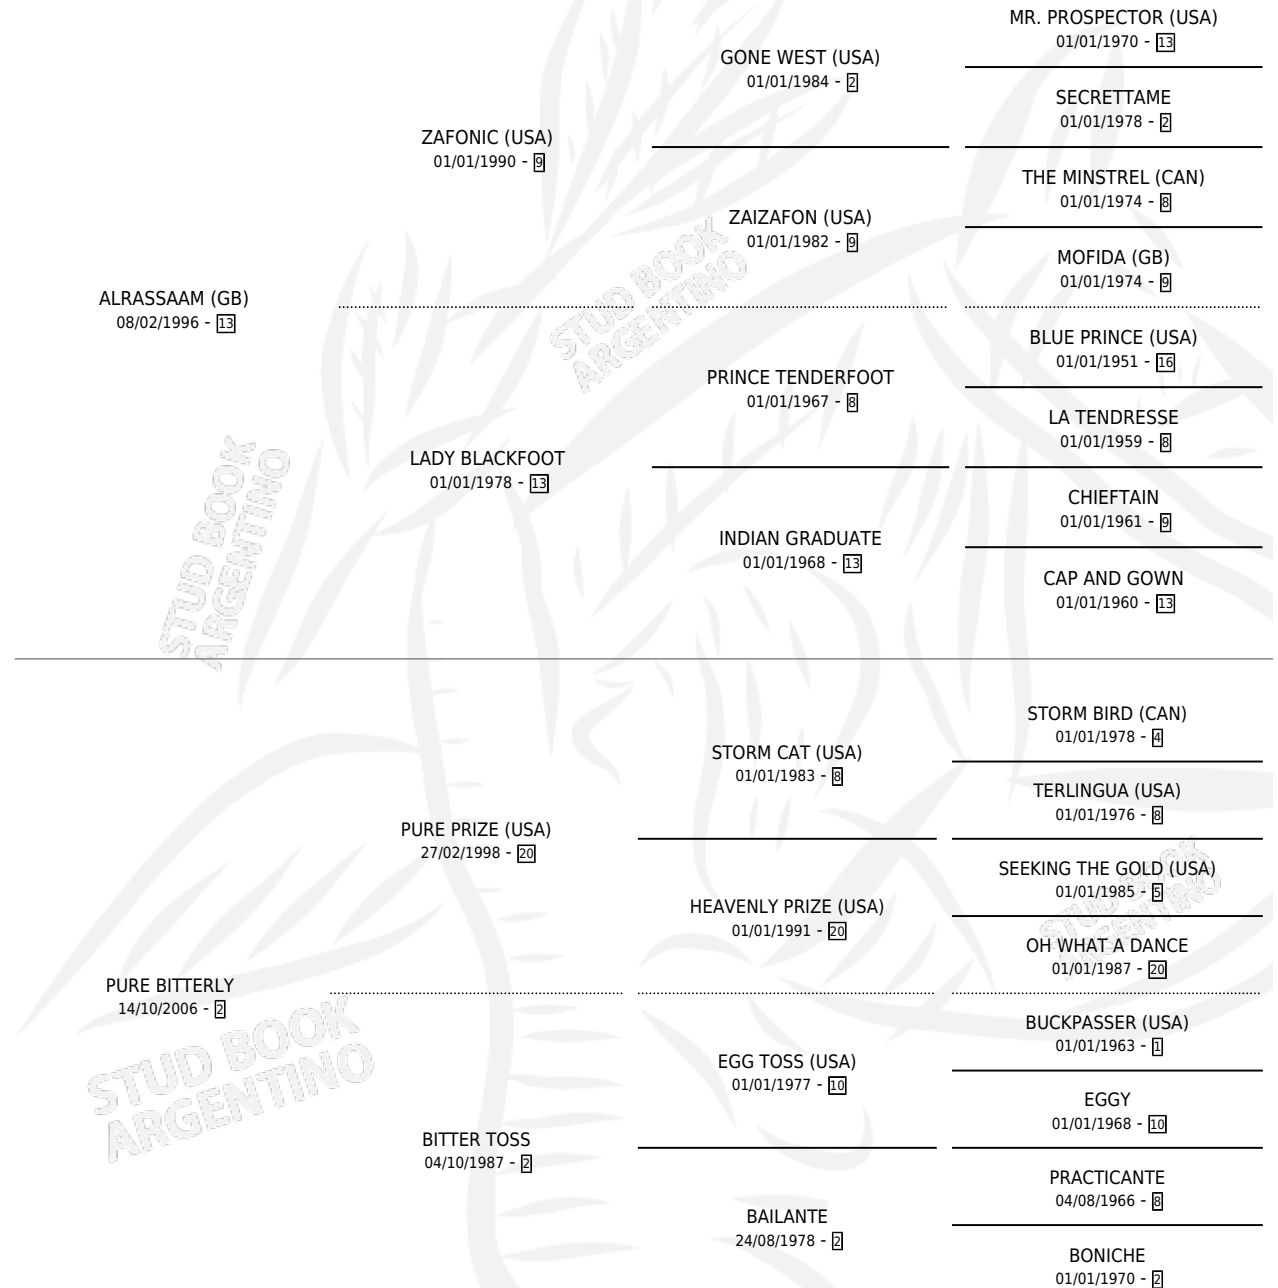 MR. PROSPECTOR (USA)
01/01/1970 - 13
GONE WEST (USA)
01/01/1984 - 2
SECRETTAME
01/01/1978 - 2
ZAFONIC (USA)
01/01/1990 - 9
THE MINSTREL (CAN)
01/01/1974 - 8
ZAIZAFON (USA)
01/01/1982 - 9
MOFIDA (GB)
01/01/1974 - 9
ALRASSAAM (GB)
08/02/1996 - 13
BLUE PRINCE (USA)
01/01/1951 - 16
PRINCE TENDERFOOT
01/01/1967 - 8
LA TENDRESSE
01/01/1959 - 8
LADY BLACKFOOT
01/01/1978 - 13
CHIEFTAIN
01/01/1961 - 9
INDIAN GRADUATE
01/01/1968 - 13
CAP AND GOWN
01/01/1960 - 13
STORM BIRD (CAN)
01/01/1978 - 4
STORM CAT (USA)
01/01/1983 - 8
TERLINGUA (USA)
01/01/1976 - 8
PURE PRIZE (USA)
27/02/1998 - 20
SEEKING THE GOLD (USA)
01/01/1985 - 5
HEAVENLY PRIZE (USA)
01/01/1991 - 20
OH WHAT A DANCE
01/01/1987 - 20
PURE BITTERLY
14/10/2006 - 2
BUCKPASSER (USA)
01/01/1963 - 1
EGG TOSS (USA)
01/01/1977 - 10
EGGY
01/01/1968 - 10
BITTER TOSS
04/10/1987 - 2
PRACTICANTE
04/08/1966 - 8
BAILANTE
24/08/1978 - 2
BONICHE
01/01/1970 - 2
STUD BOOK
ARGENTINO
STUD BOOK
ARGENTINO
STUD BOOK
ARGENTINO
STUD BOOK
ARGENTINO